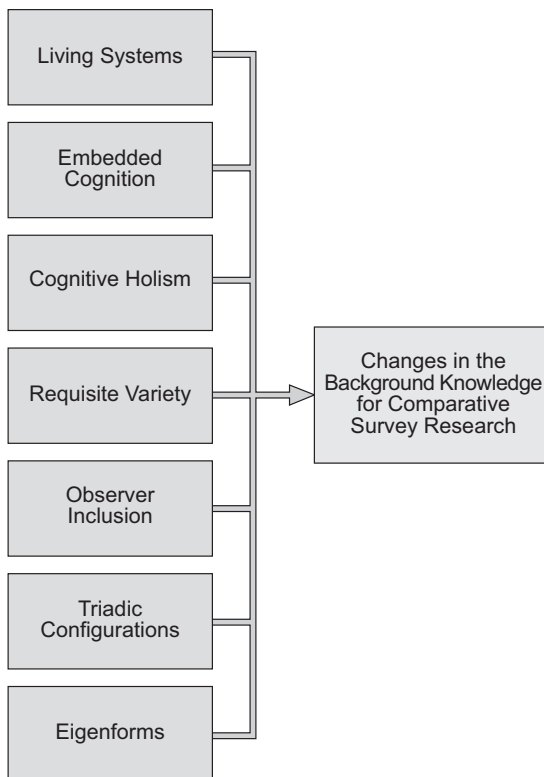 Living Systems
Embedded
Cognition
Cognitive Holism
Requisite Variety
Observer
Inclusion
Triadic
Configurations
Eigenforms
Changes in the
Background Knowledge
for Comparative
Survey Research